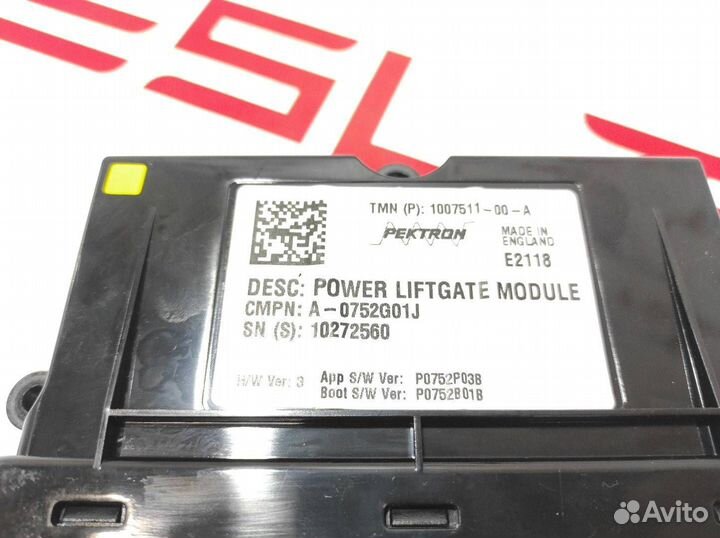 ESL
TMN (P): 1007511-00-A
PEKTRON
MADE IN
ENGLAND
E2118
DESC: POWER LIFTGATE MODULE
CMPN: A-0752G01J
SN (S): 10272560
H/W Ver: 3
App S/W Ver: P0752P03B
Boot S/W Ver: P0752B01B
Avito